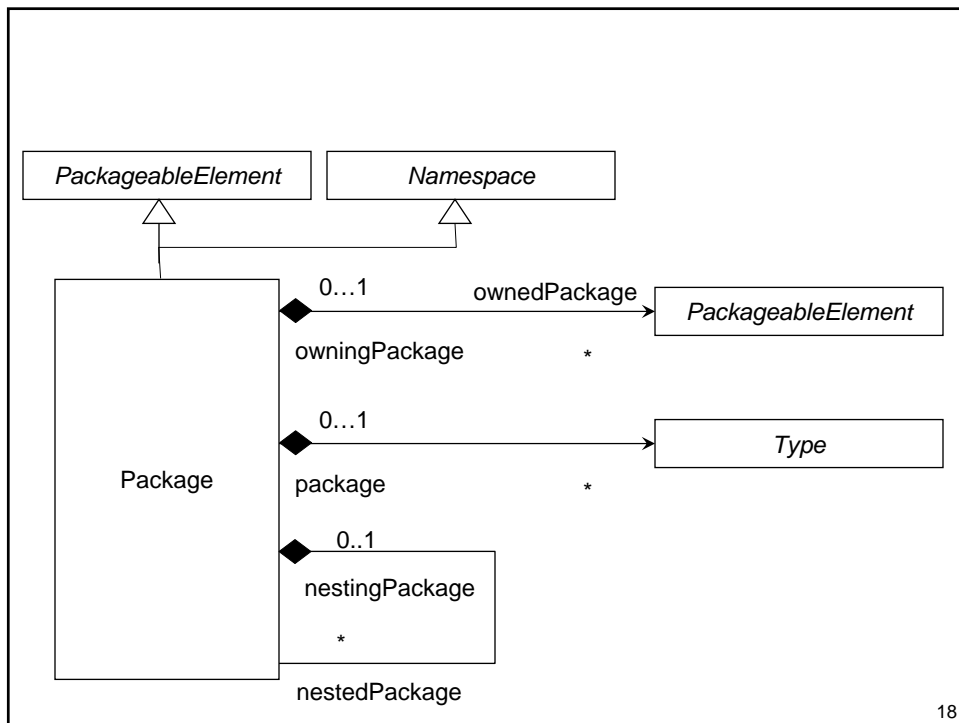 PackageableElement
Namespace
0…1
ownedPackage
PackageableElement
owningPackage
*
0…1
Type
Package
package
*
0..1
nestingPackage
*
nestedPackage
18